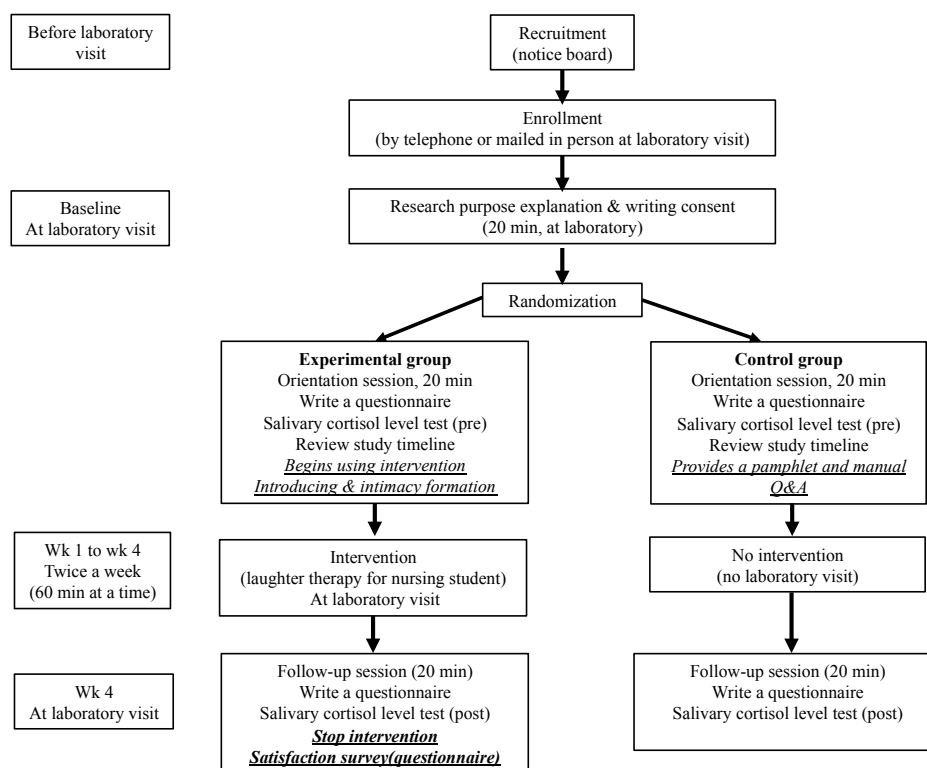 Before laboratory
visit
Recruitment
(notice board)
Enrollment
(by telephone or mailed in person at laboratory visit)
Baseline
At laboratory visit
Research purpose explanation & writing consent
(20 min, at laboratory)
Randomization
Experimental group
Orientation session, 20 min
Write a questionnaire
Salivary cortisol level test (pre)
Review study timeline
Begins using intervention
Introducing & intimacy formation
Control group
Orientation session, 20 min
Write a questionnaire
Salivary cortisol level test (pre)
Review study timeline
Provides a pamphlet and manual
Q&A
Wk 1 to wk 4
Twice a week
(60 min at a time)
Intervention
(laughter therapy for nursing student)
At laboratory visit
No intervention
(no laboratory visit)
Wk 4
At laboratory visit
Follow-up session (20 min)
Write a questionnaire
Salivary cortisol level test (post)
Stop intervention
Satisfaction survey(questionnaire)
Follow-up session (20 min)
Write a questionnaire
Salivary cortisol level test (post)